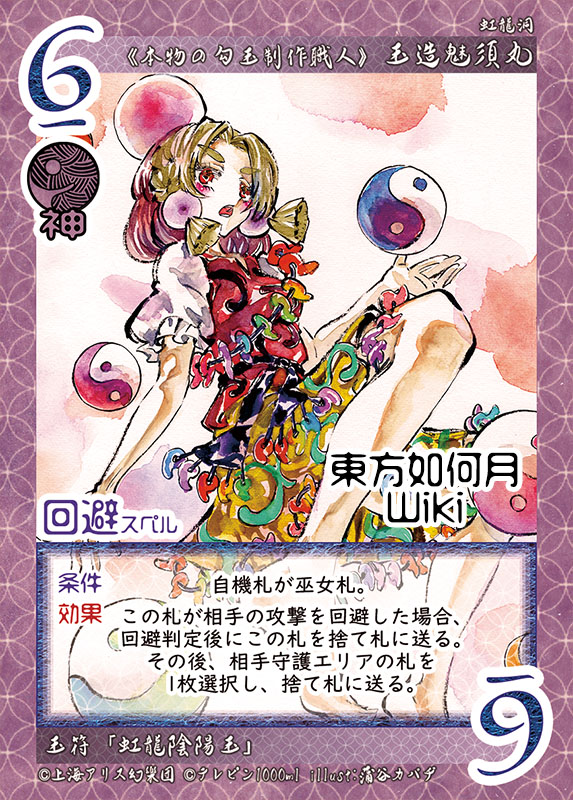 虹龍洞
6
《本物の勾玉制作職人》 玉造魅須丸
神
東方如何月
Wiki
回避スペル
条件 自機札が巫女札。
効果 この札が相手の攻撃を回避した場合、
回避判定後にこの札を捨て札に送る。
その後、相手守護エリアの札を
1枚選択し、捨て札に送る。
6
玉符 「虹龍陰陽玉」
©上海アリス幻樂団 ©テレビン1000ml illust:蒲谷カバヂ